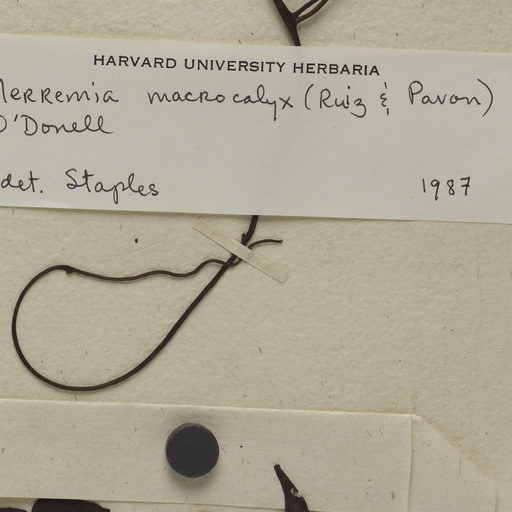 HARVARD UNIVERSITY HERBARIA
Merremia macrocalyx (Ruiz & Pavon)
O'Donell
det. Staples 1987